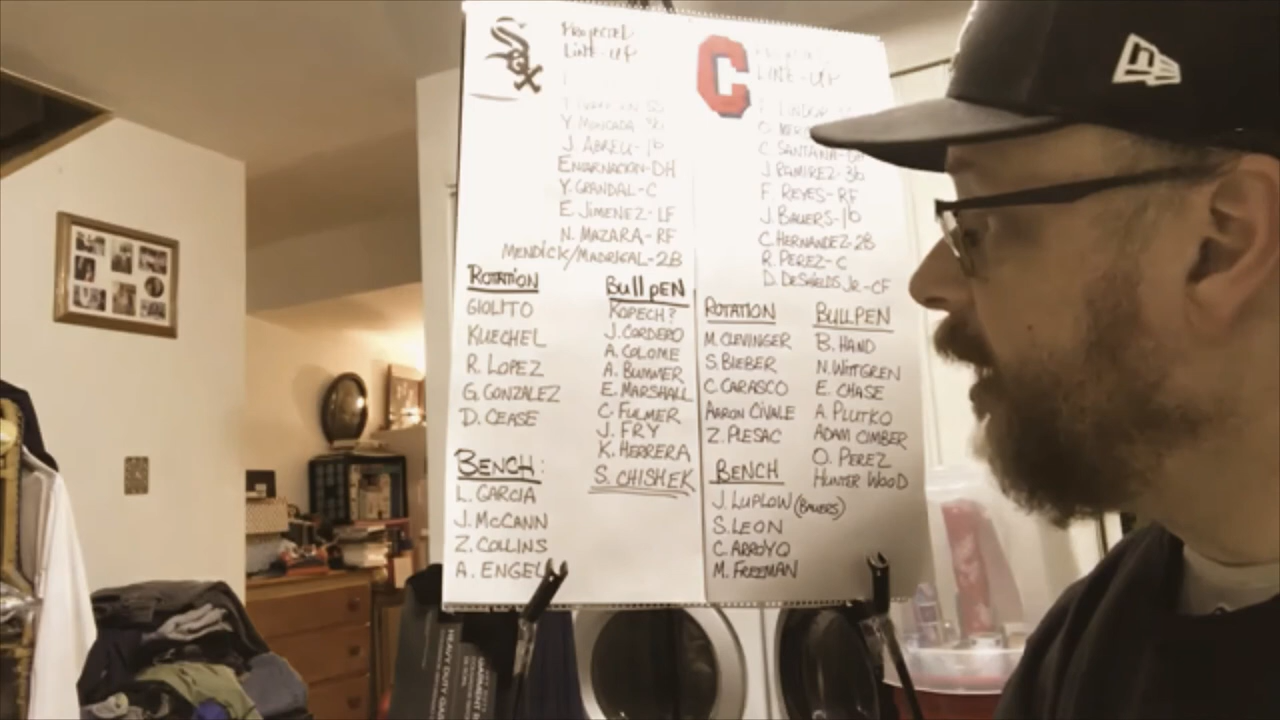 Sox
PROJECTED
LINE-UP
Y. MONCADA 3b
J. ABREU-1b
ENCARNACION-DH
Y. GRANDAL-C
E. JIMENEZ-LF
N. MAZARA-RF
MENDICK/MADRIGAL-2B
ROTATION
GIOLITO
KUECHEL
R. LOPEZ
G. GONZALEZ
D. CEASE
BENCH:
L. GARCIA
J. McCANN
Z. COLLINS
A. ENGEL
BullPEN
KOPECH?
J. CORDERO
A. COLOME
A. BUMMER
E. MARSHALL
C. FULMER
J. FRY
K. HERRERA
S. CHISHEK
C
LINE-UP
F. LINDOR
C. SANTANA-DH
J. RAMIREZ-3b
F. REYES-RF
J. BAUERS-1b
C. HERNANDEZ-2B
R. PEREZ-C
D. DESHIELDS JR.-CF
ROTATION
M. CLEVINGER
S. BIEBER
C. CARASCO
AARON CIVALE
Z. PLESAC
BULLPEN
B. HAND
N. WITTGREN
E. CHASE
A. PLUTKO
ADAM CIMBER
O. PEREZ
HUNTER WOOD
BENCH
J. LUPLOW (BAUERS)
S. LEON
C. ARROYO
M. FREEMAN
HEAVY DUTY